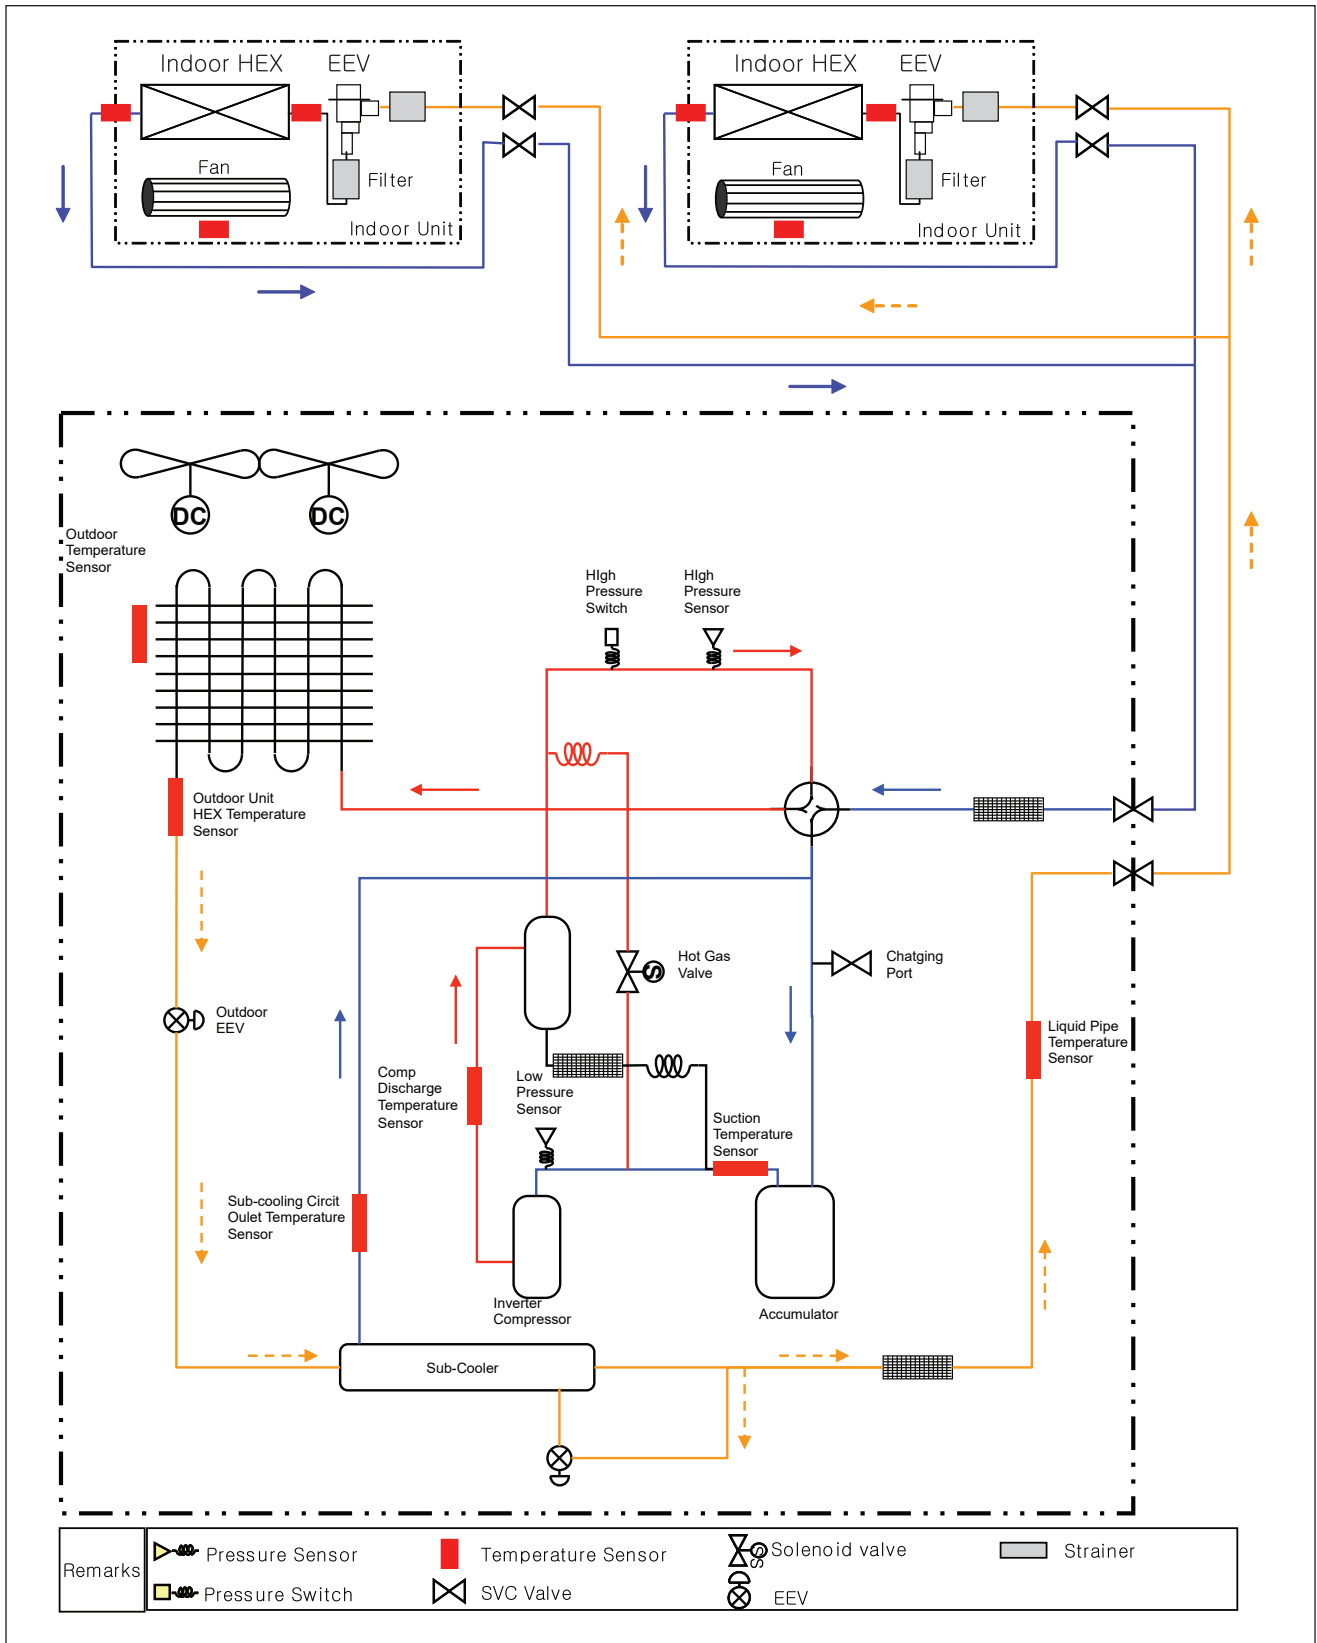 Indoor HEX
EEV
Fan
Filter
Indoor Unit
Indoor HEX
EEV
Fan
Filter
Indoor Unit
DC
DC
Outdoor
Temperature
Sensor
HIgh
Pressure
Switch
HIgh
Pressure
Sensor
Outdoor Unit
HEX Temperature
Sensor
Hot Gas
Valve
S
Chatging
Port
Outdoor
EEV
Liquid Pipe
Temperature
Sensor
Comp
Discharge
Temperature
Sensor
Low
Pressure
Sensor
Suction
Temperature
Sensor
Sub-cooling Circit
Oulet Temperature
Sensor
Inverter
Compressor
Accumulator
Sub-Cooler
Remarks
Pressure Sensor
Temperature Sensor
Solenoid valve
Strainer
Pressure Switch
SVC Valve
EEV